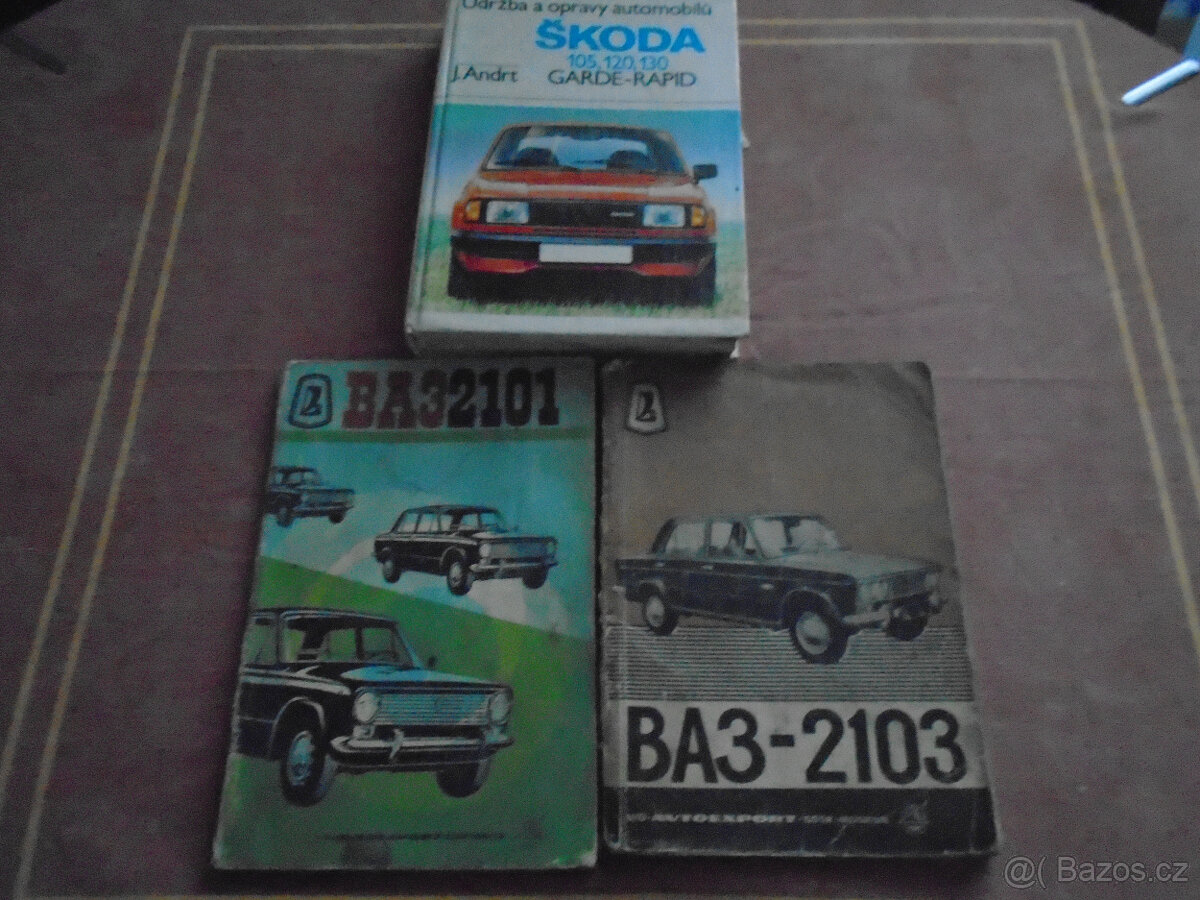 Údržba a opravy automobilů
ŠKODA
105, 120, 130
J. Andrt GARDE-RAPID
ВАЗ2101
ВАЗ-2103
V/O AVTOEXPORT
@( Bazos.cz